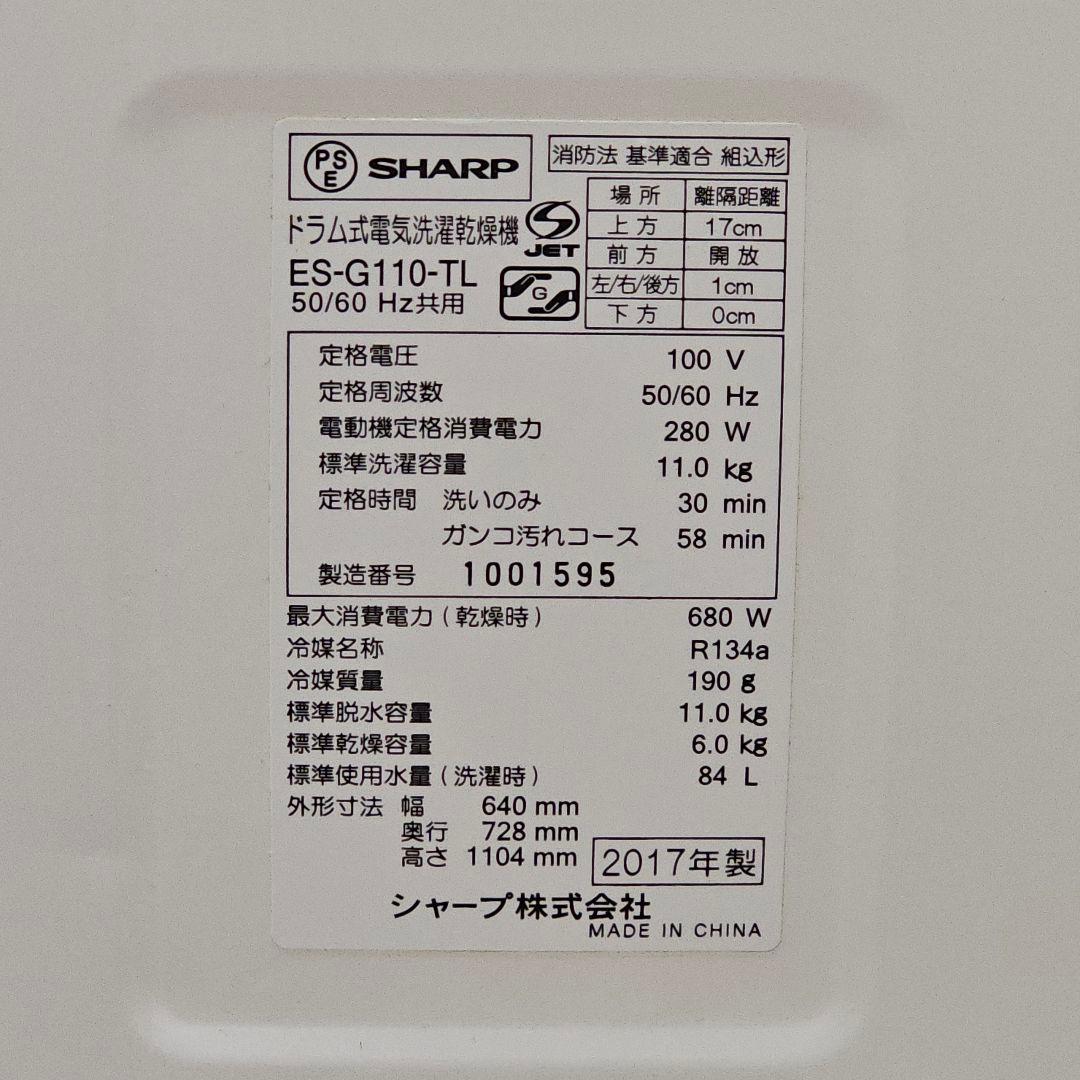 PSE SHARP
消防法 基準適合 組込形
場所 離隔距離
上方 17cm
前方 開放
左/右/後方 1cm
下方 0cm
ドラム式電気洗濯乾燥機
S JET
ES-G110-TL
G
50/60 Hz共用
定格電圧 100 V
定格周波数 50/60 Hz
電動機定格消費電力 280 W
標準洗濯容量 11.0 kg
定格時間 洗いのみ 30 min
ガンコ汚れコース 58 min
製造番号 1001595
最大消費電力(乾燥時) 680 W
冷媒名称 R134a
冷媒質量 190 g
標準脱水容量 11.0 kg
標準乾燥容量 6.0 kg
標準使用水量(洗濯時) 84 L
外形寸法 幅 640 mm
奥行 728 mm
高さ 1104 mm
2017年製
シャープ株式会社
MADE IN CHINA